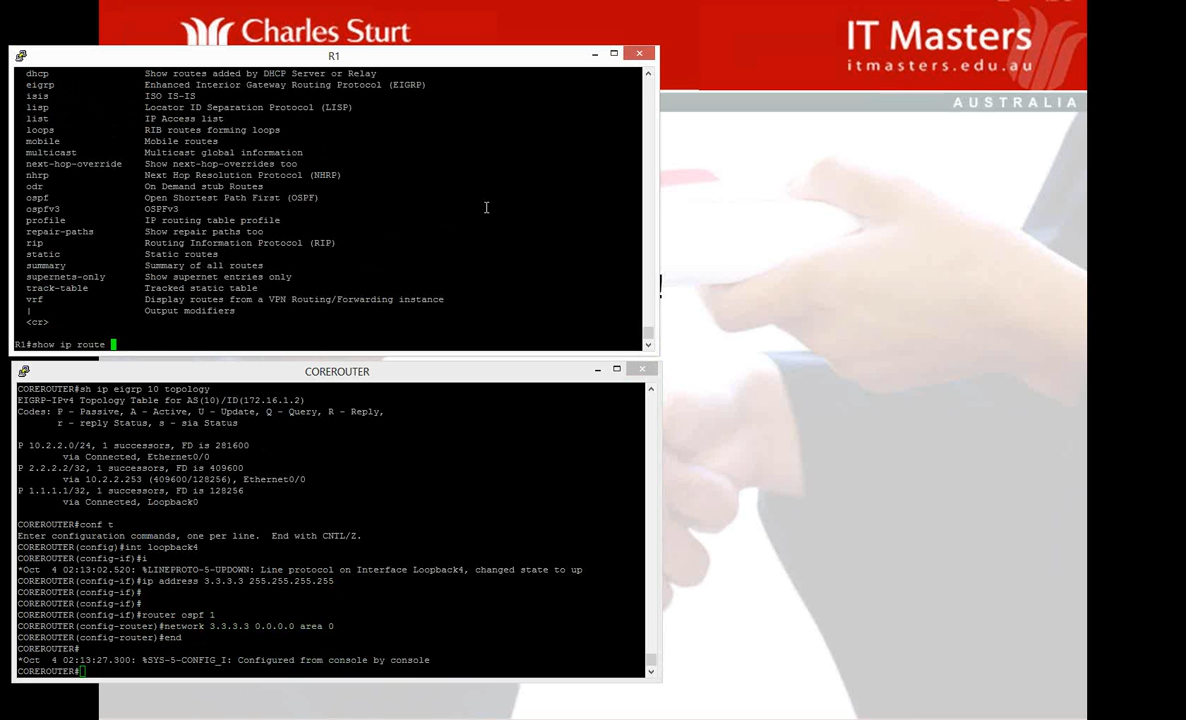 Charles Sturt
IT Masters
itmasters.edu.au
AUSTRALIA
R1
dhcp Show routes added by DHCP Server or Relay
eigrp Enhanced Interior Gateway Routing Protocol (EIGRP)
isis ISO IS-IS
lisp Locator ID Separation Protocol (LISP)
list IP Access list
loops RIB routes forming loops
mobile Mobile routes
multicast Multicast global information
next-hop-override Show next-hop-overrides too
nhrp Next Hop Resolution Protocol (NHRP)
odr On Demand stub Routes
ospf Open Shortest Path First (OSPF)
ospfv3 OSPFv3
profile IP routing table profile
repair-paths Show repair paths too
rip Routing Information Protocol (RIP)
static Static routes
summary Summary of all routes
supernets-only Show supernet entries only
track-table Tracked static table
vrf Display routes from a VPN Routing/Forwarding instance
| Output modifiers
<cr>
R1#show ip route
!
COREROUTER
COREROUTER#sh ip eigrp 10 topology
EIGRP-IPv4 Topology Table for AS(10)/ID(172.16.1.2)
Codes: P - Passive, A - Active, U - Update, Q - Query, R - Reply,
r - reply Status, s - sia Status
P 10.2.2.0/24, 1 successors, FD is 281600
via Connected, Ethernet0/0
P 2.2.2.2/32, 1 successors, FD is 409600
via 10.2.2.253 (409600/128256), Ethernet0/0
P 1.1.1.1/32, 1 successors, FD is 128256
via Connected, Loopback0
COREROUTER#conf t
Enter configuration commands, one per line. End with CNTL/Z.
COREROUTER(config)#int loopback4
COREROUTER(config-if)#i
*Oct 4 02:13:02.520: %LINEPROTO-5-UPDOWN: Line protocol on Interface Loopback4, changed state to up
COREROUTER(config-if)#ip address 3.3.3.3 255.255.255.255
COREROUTER(config-if)#
COREROUTER(config-if)#
COREROUTER(config-if)#router ospf 1
COREROUTER(config-router)#network 3.3.3.3 0.0.0.0 area 0
COREROUTER(config-router)#end
COREROUTER#
*Oct 4 02:13:27.300: %SYS-5-CONFIG_I: Configured from console by console
COREROUTER#